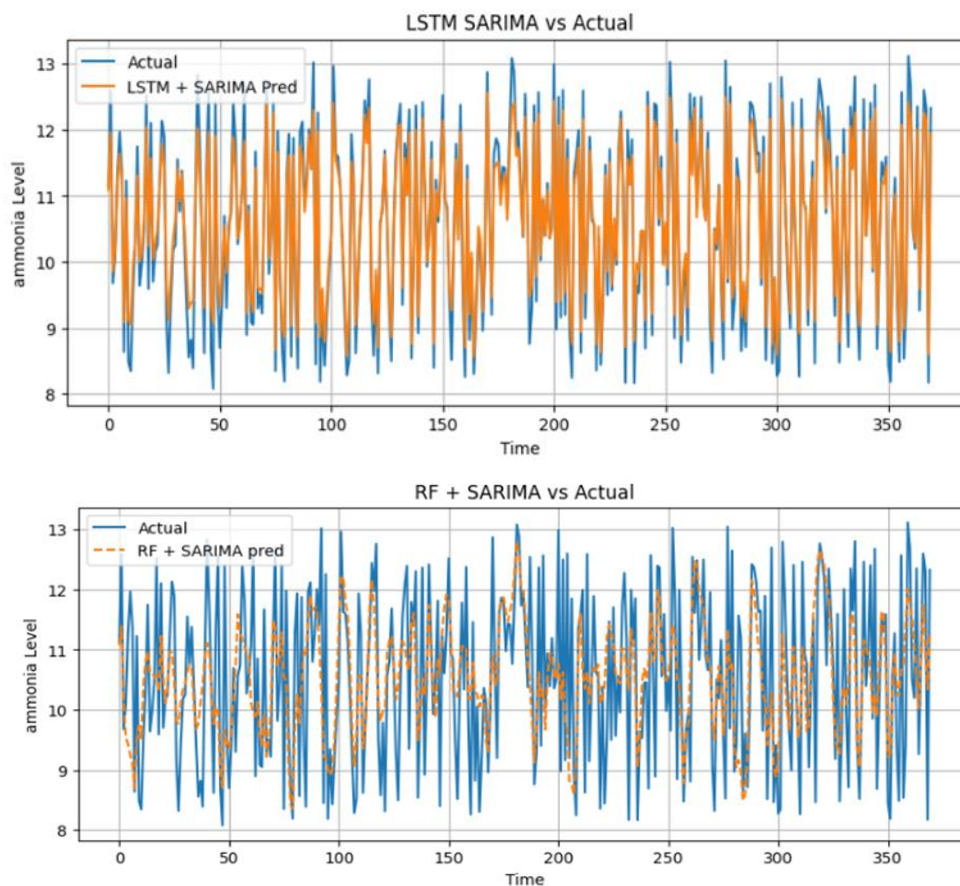 LSTM SARIMA vs Actual
Actual
LSTM + SARIMA Pred
ammonia Level
13
12
11
10
9
8
0 50 100 150 200 250 300 350
Time
RF + SARIMA vs Actual
Actual
RF + SARIMA pred
ammonia Level
13
12
11
10
9
8
0 50 100 150 200 250 300 350
Time